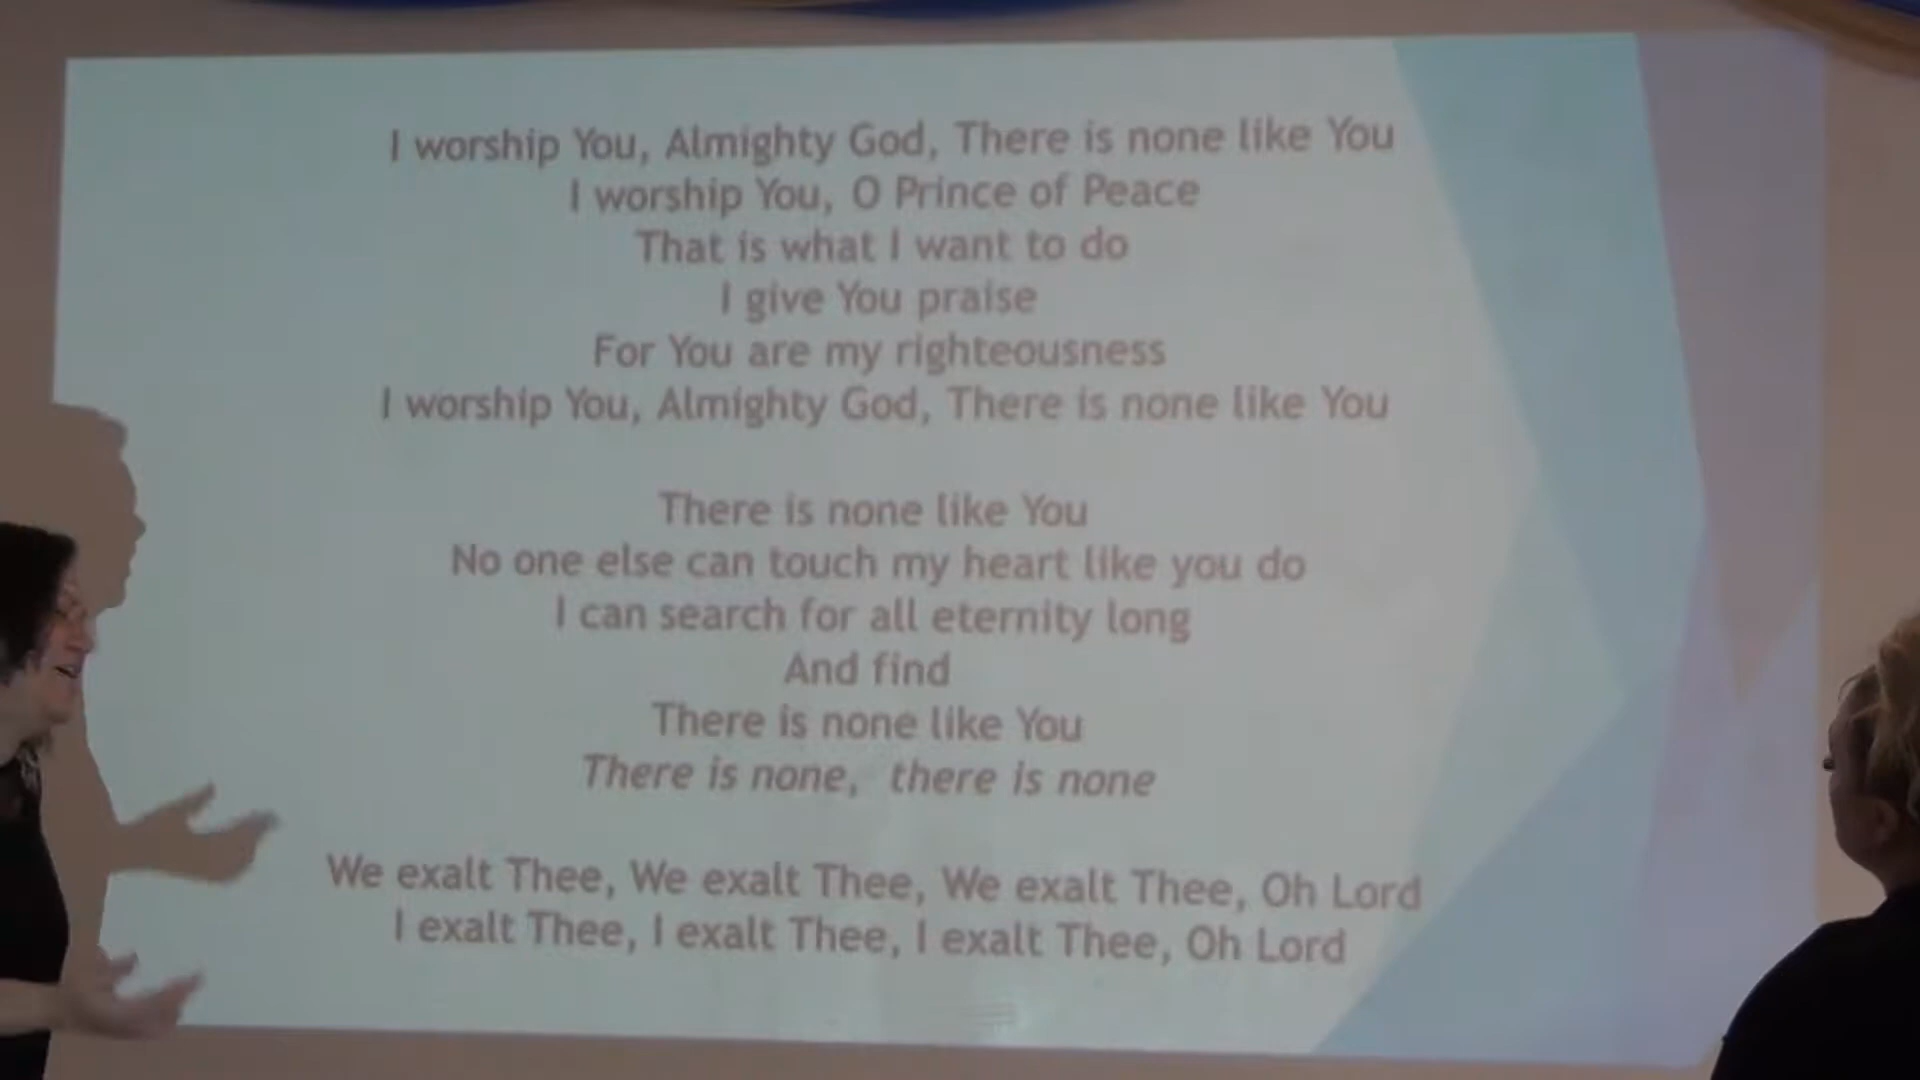 I worship You, Almighty God, There is none like You
I worship You, O Prince of Peace
That is what I want to do
I give You praise
For You are my righteousness
I worship You, Almighty God, There is none like You
There is none like You
No one else can touch my heart like you do
I can search for all eternity long
And find
There is none like You
There is none, there is none
We exalt Thee, We exalt Thee, We exalt Thee, Oh Lord
I exalt Thee, I exalt Thee, I exalt Thee, Oh Lord